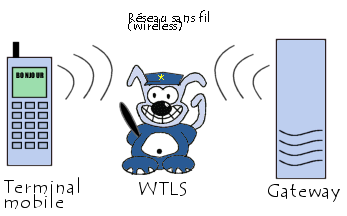 Réseau sans fil
(wireless)
BONJOUR
Terminal
mobile
WTLS
Gateway